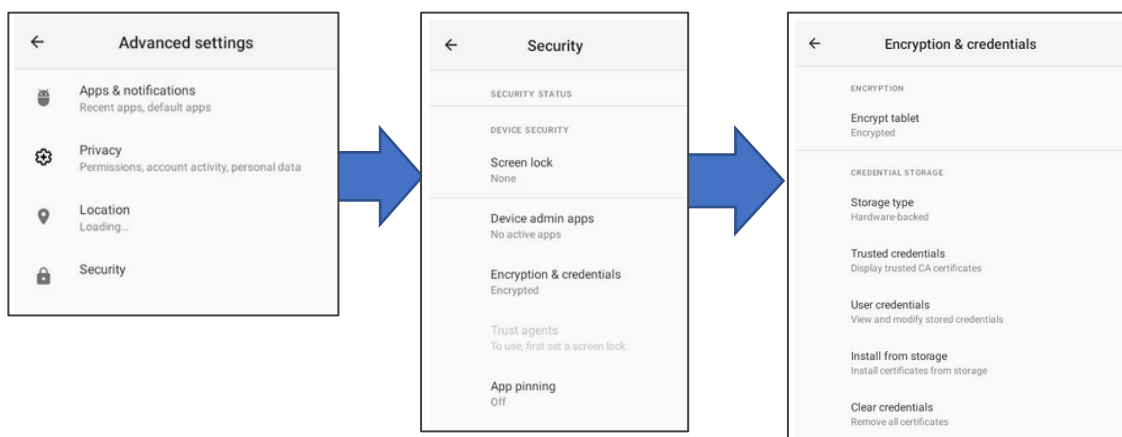 Advanced settings
Apps & notifications
Recent apps, default apps
Privacy
Permissions, account activity, personal data
Location
Loading...
Security
Security
SECURITY STATUS
DEVICE SECURITY
Screen lock
None
Device admin apps
No active apps
Encryption & credentials
Encrypted
Trust agents
To use, first set a screen lock
App pinning
Off
Encryption & credentials
ENCRYPTION
Encrypt tablet
Encrypted
CREDENTIAL STORAGE
Storage type
Hardware-backed
Trusted credentials
Display trusted CA certificates
User credentials
View and modify stored credentials
Install from storage
Install certificates from storage
Clear credentials
Remove all certificates